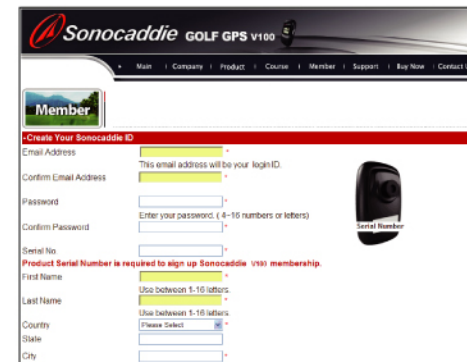 Sonocaddie GOLF GPS V100
Main | Company | Product | Course | Member | Support | Buy Now | Contact U
Member
-Create Your Sonocaddie ID
Email Address *
This email address will be your login ID.
Confirm Email Address *
Password *
Enter your password. ( 4~16 numbers or letters)
Confirm Password *
Serial Number
Serial No. *
Product Serial Number is required to sign up Sonocaddie V100 membership.
First Name *
Use between 1-16 letters.
Last Name *
Use between 1-16 letters
Country Please Select *
State
City *